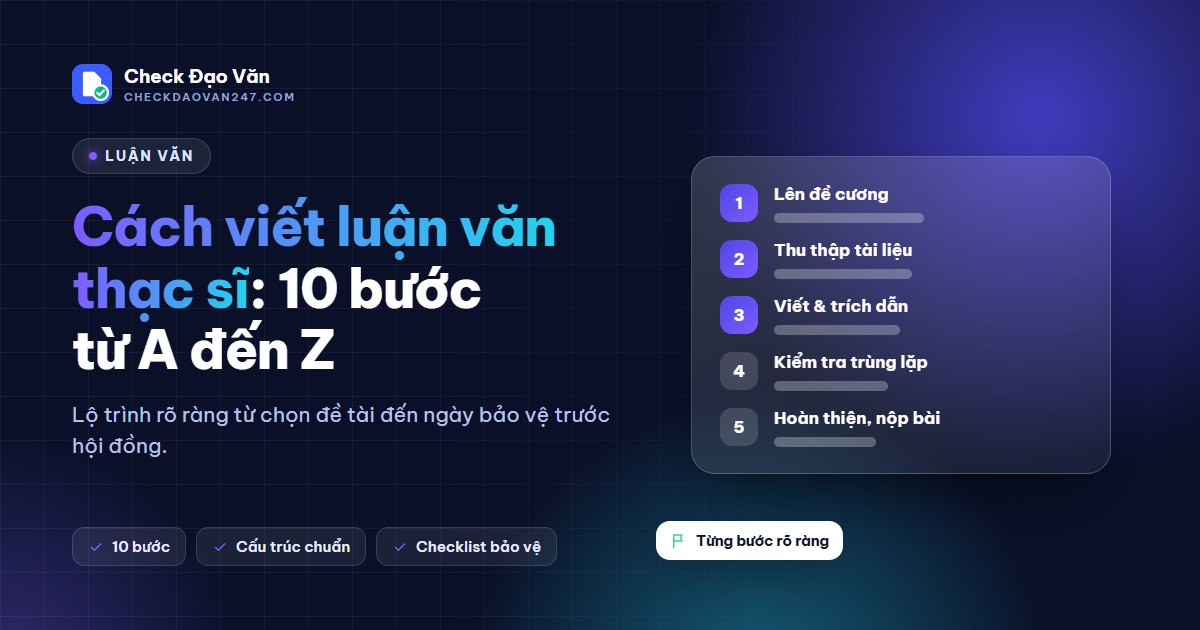 Check Đạo Văn
CHECKDAOVAN247.COM
LUẬN VĂN
Cách viết luận văn
thạc sĩ: 10 bước
từ A đến Z
Lộ trình rõ ràng từ chọn đề tài đến ngày bảo vệ trước
hội đồng.
10 bước
Cấu trúc chuẩn
Checklist bảo vệ
1 Lên đề cương
2 Thu thập tài liệu
3 Viết & trích dẫn
4 Kiểm tra trùng lặp
5 Hoàn thiện, nộp bài
Từng bước rõ ràng